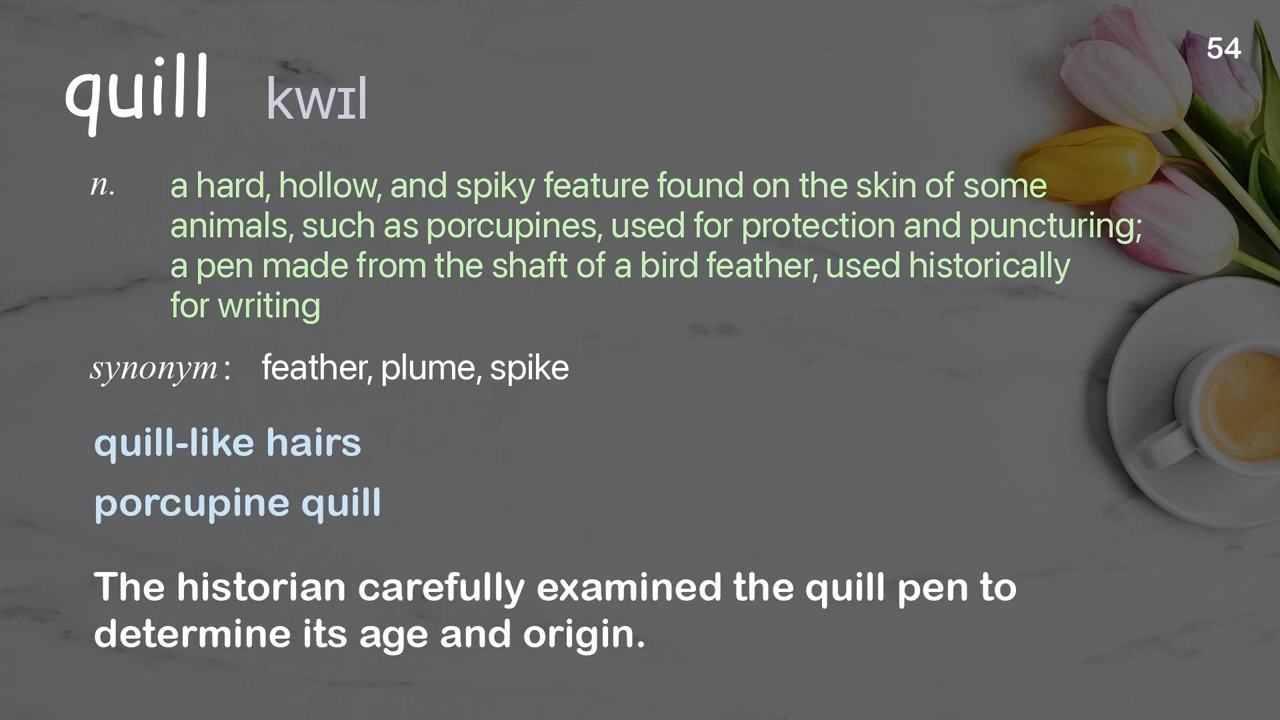 54
quill kwɪl
n. a hard, hollow, and spiky feature found on the skin of some
animals, such as porcupines, used for protection and puncturing;
a pen made from the shaft of a bird feather, used historically
for writing
synonym: feather, plume, spike
quill-like hairs
porcupine quill
The historian carefully examined the quill pen to
determine its age and origin.